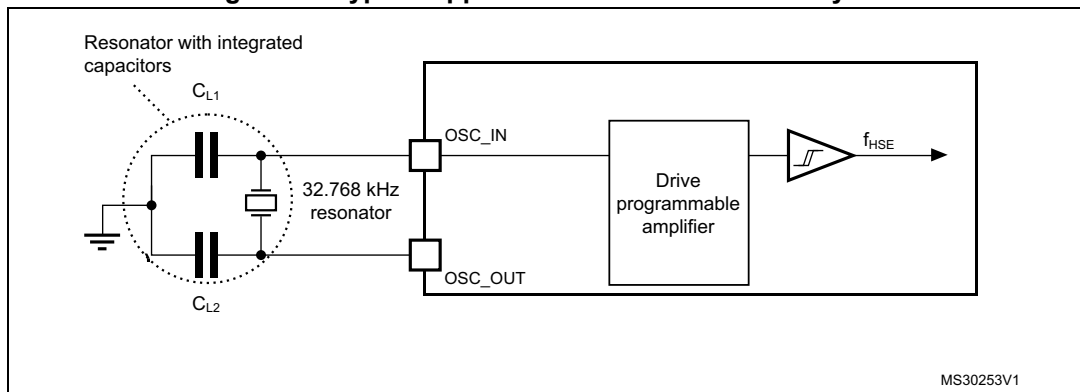 Resonator with integrated
capacitors
CL1
OSC_IN
fHSE
32.768 kHz
resonator
Drive
programmable
amplifier
OSC_OUT
CL2
MS30253V1